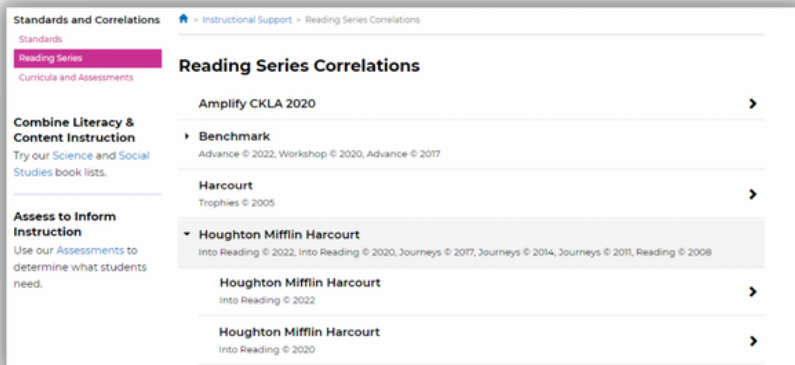 Standards and Correlations
Standards
Reading Series
Curricula and Assessments
Combine Literacy &
Content Instruction
Try our Science and Social
Studies book lists.
Assess to Inform
Instruction
Use our Assessments to
determine what students
need.
> Instructional Support > Reading Series Correlations
Reading Series Correlations
Amplify CKLA 2020
Benchmark
Advance © 2022, Workshop © 2020, Advance © 2017
Harcourt
Trophies © 2005
Houghton Mifflin Harcourt
Into Reading © 2022, Into Reading © 2020, Journeys © 2017, Journeys © 2014, Journeys © 2011, Reading © 2008
Houghton Mifflin Harcourt
Into Reading © 2022
Houghton Mifflin Harcourt
Into Reading © 2020